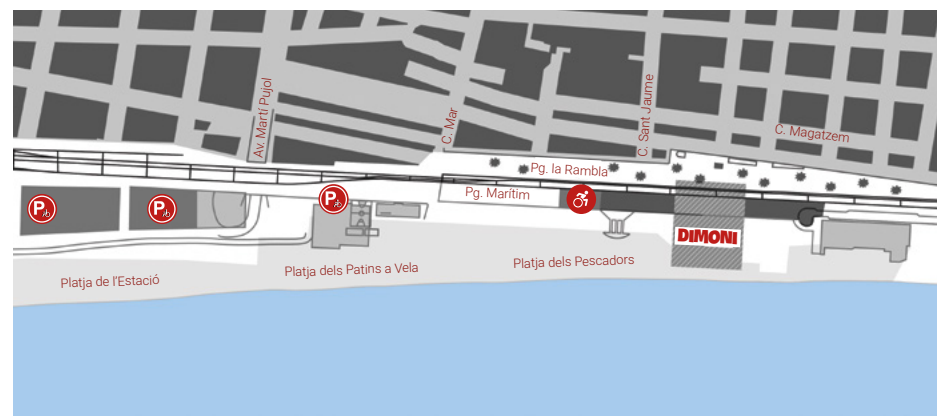 Av. Martí Pujol
C. Mar
C. Sant Jaume
C. Magatzem
Pg. la Rambla
Pg. Marítim
P
P
P
DIMONI
Platja de l'Estació
Platja dels Patins a Vela
Platja dels Pescadors